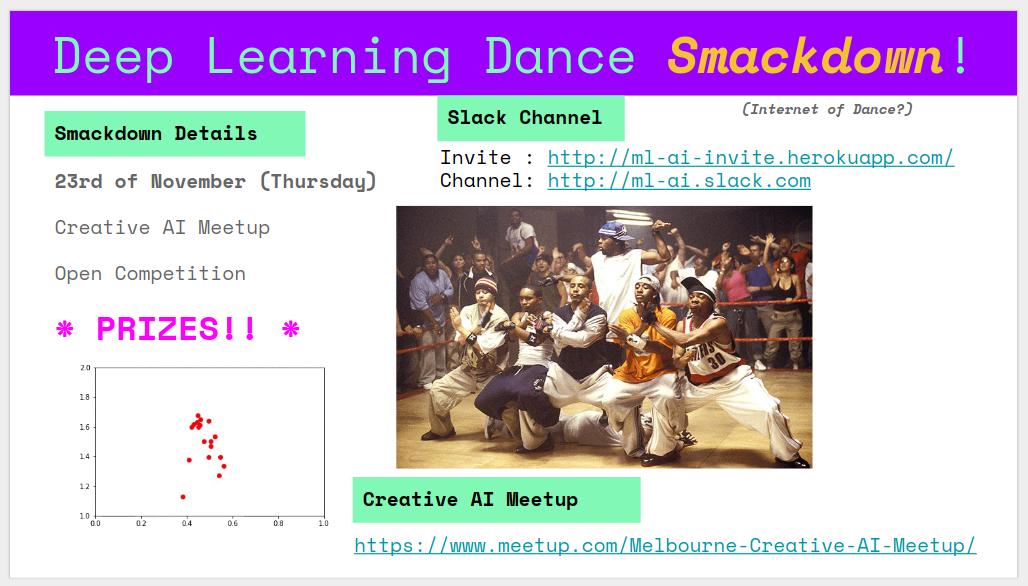 Deep Learning Dance Smackdown!
(Internet of Dance?)
Smackdown Details
23rd of November (Thursday)
Creative AI Meetup
Open Competition
* PRIZES!! *
2.0
1.8
1.6
1.4
1.2
1.0
0.0 0.2 0.4 0.6 0.8 1.0
Slack Channel
Invite : http://ml-ai-invite.herokuapp.com/
Channel: http://ml-ai.slack.com
30
Creative AI Meetup
https://www.meetup.com/Melbourne-Creative-AI-Meetup/